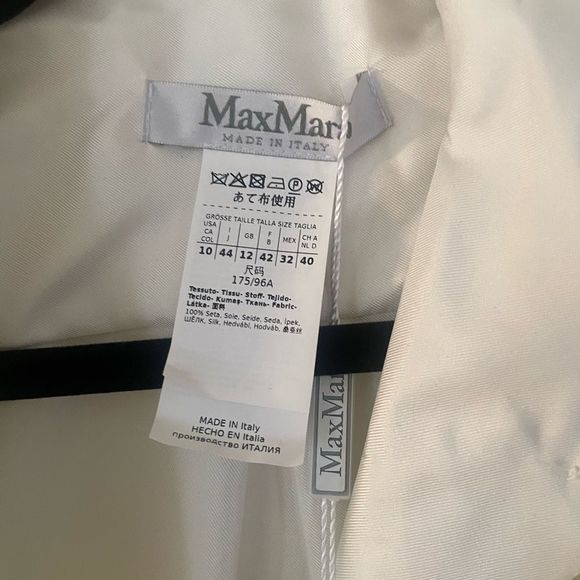 MaxMara
MADE IN ITALY
あて布使用
GRÖSSE TAILLE TALLA SIZE TAGLIA
USA CA COL I J GB F B MEX CH A NL D
10 44 12 42 32 40
尺码
175/96A
Tessuto- Tissu- Stoff- Tejido-
Tecido- Kumaş- Ткань- Fabric-
Látka- 面料
100% Seta, Soie, Seide, Seda, İpek,
ШЁЛК, Silk, Hedvábí, Hodváb, 桑蚕丝
MADE IN Italy
HECHO EN Italia
производство ИТАЛИЯ
MaxMa